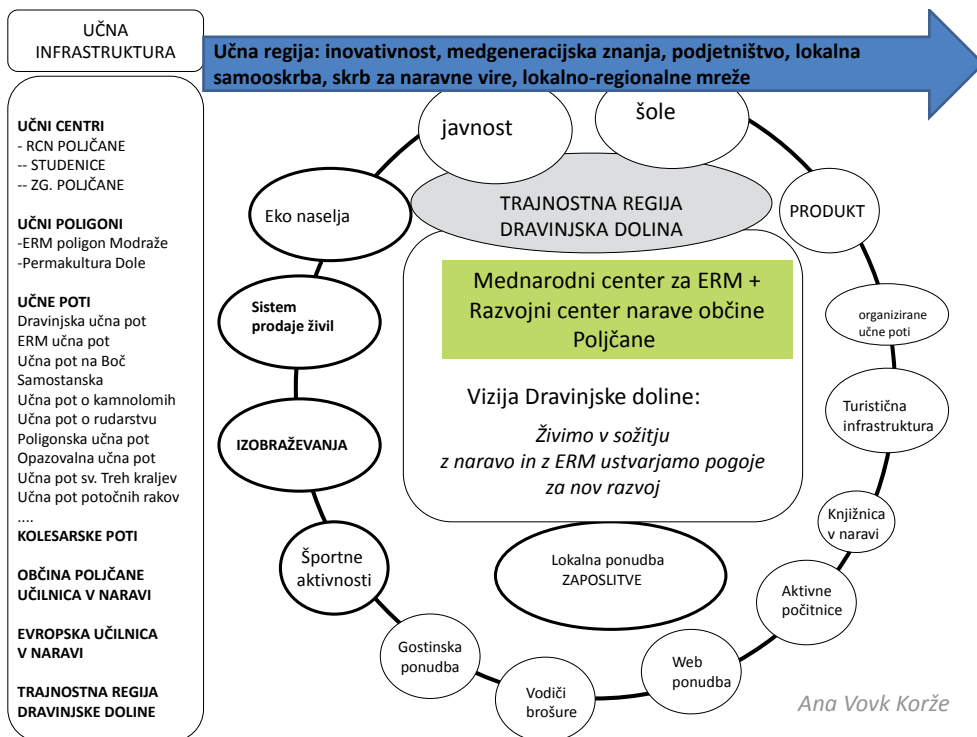 UČNA
INFRASTRUKTURA
Učna regija: inovativnost, medgeneracijska znanja, podjetništvo, lokalna
samooskrba, skrb za naravne vire, lokalno-regionalne mreže
UČNI CENTRI
- RCN POLJČANE
-- STUDENICE
-- ZG. POLJČANE
UČNI POLIGONI
-ERM poligon Modraže
-Permakultura Dole
UČNE POTI
Dravinjska učna pot
ERM učna pot
Učna pot na Boč
Samostanska
Učna pot o kamnolomih
Učna pot o rudarstvu
Poligonska učna pot
Opazovalna učna pot
Učna pot sv. Treh kraljev
Učna pot potočnih rakov
....
KOLESARSKE POTI
OBČINA POLJČANE
UČILNICA V NARAVI
EVROPSKA UČILNICA
V NARAVI
TRAJNOSTNA REGIJA
DRAVINJSKE DOLINE
javnost
šole
Eko naselja
TRAJNOSTNA REGIJA
DRAVINJSKA DOLINA
PRODUKT
Mednarodni center za ERM +
Razvojni center narave občine
Poljčane
Sistem
prodaje živil
organizirane
učne poti
Vizija Dravinjske doline:
Živimo v sožitju
z naravo in z ERM ustvarjamo pogoje
za nov razvoj
Turistična
infrastruktura
IZOBRAŽEVANJA
Knjižnica
v naravi
Športne
aktivnosti
Lokalna ponudba
ZAPOSLITVE
Aktivne
počitnice
Gostinska
ponudba
Web
ponudba
Vodiči
brošure
Ana Vovk Korže